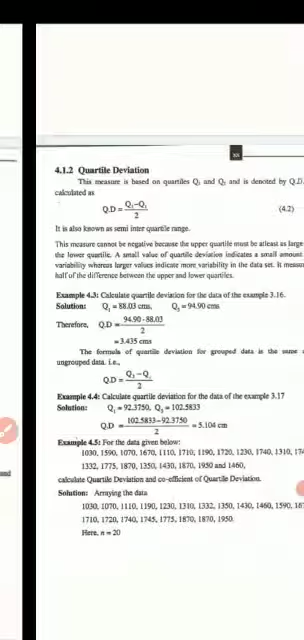 4.1.2 Quartile Deviation
This measure is based on quartiles Q₁ and Q₃ and is denoted by Q.D.
calculated as
Q.D = Q₃-Q₁ / 2 (4.2)
It is also known as semi inter quartile range.
This measure cannot be negative because the upper quartile must be atleast as large
the lower quartile. A small value of quartile deviation indicates a small amount
variability whereas larger values indicate more variability in the data set. It measur
half of the difference between the upper and lower quartiles.
Example 4.3: Calculate quartile deviation for the data of the example 3.16.
Solution: Q₁ = 88.03 cms, Q₃ = 94.90 cms
Therefore, Q.D = 94.90-88.03 / 2
= 3.435 cms
The formula of quartile deviation for grouped data is the same
ungrouped data. i.e.,
Q.D = Q₃ – Q₁ / 2
Example 4.4: Calculate quartile deviation for the data of the example 3.17
Solution: Q₁ = 92.3750, Q₃ = 102.5833
Q.D = 102.5833–92.3750 / 2 = 5.104 cm
Example 4.5: For the data given below:
1030, 1590, 1070, 1670, 1110, 1710, 1190, 1720, 1230, 1740, 1310, 174
1332, 1775, 1870, 1350, 1430, 1870, 1950 and 1460,
calculate Quartile Deviation and co-efficient of Quartile Deviation.
Solution: Arraying the data
1030, 1070, 1110, 1190, 1230, 1310, 1332, 1350, 1430, 1460, 1590, 167
1710, 1720, 1740, 1745, 1775, 1870, 1870, 1950.
Here, n = 20
and